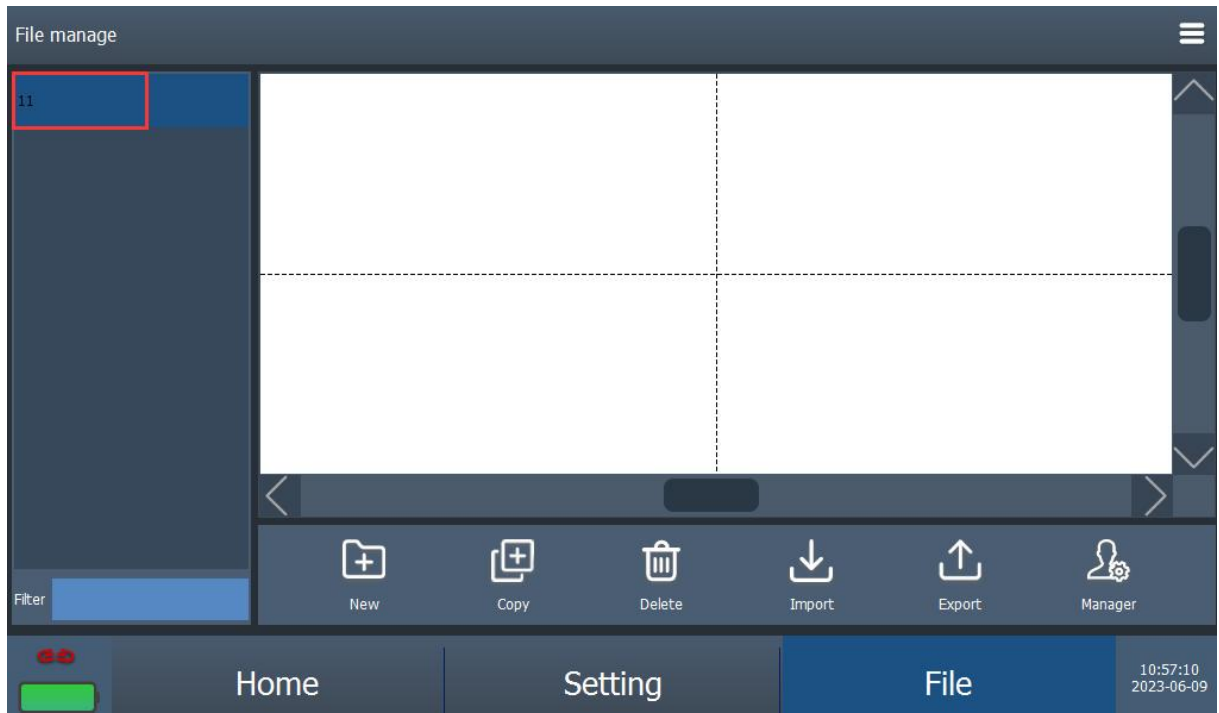 File manage
11
Filter
New
Copy
Delete
Import
Export
Manager
Home
Setting
File
10:57:10
2023-06-09